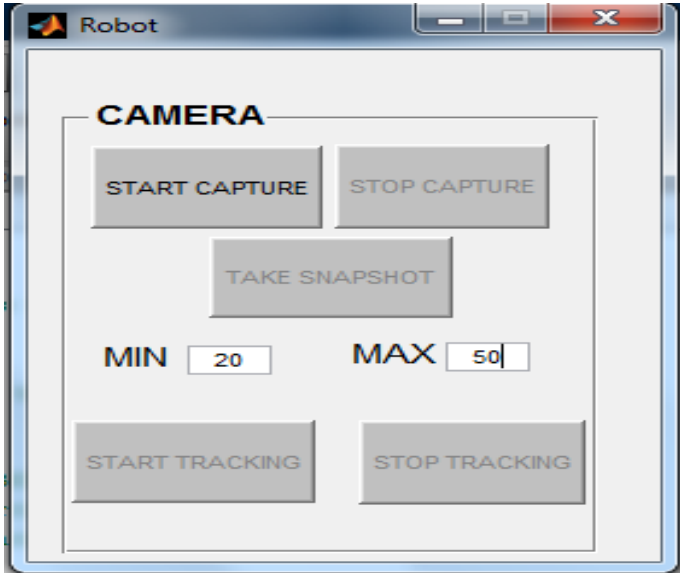 Robot
CAMERA
START CAPTURE STOP CAPTURE
TAKE SNAPSHOT
MIN 20 MAX 50
START TRACKING STOP TRACKING